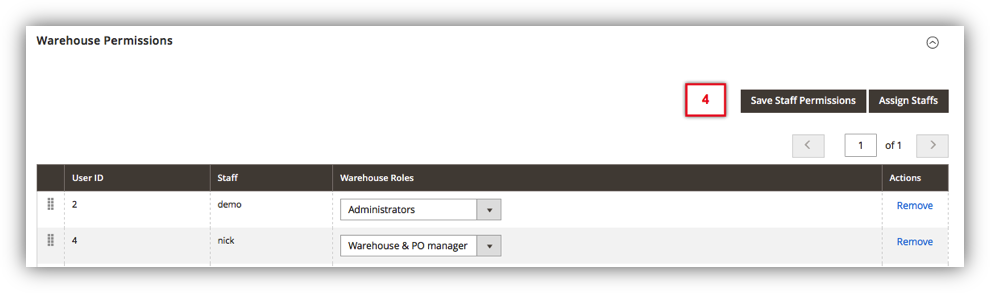 Warehouse Permissions
4 Save Staff Permissions Assign Staffs
1 of 1
User ID Staff Warehouse Roles Actions
2 demo Administrators Remove
4 nick Warehouse & PO manager Remove